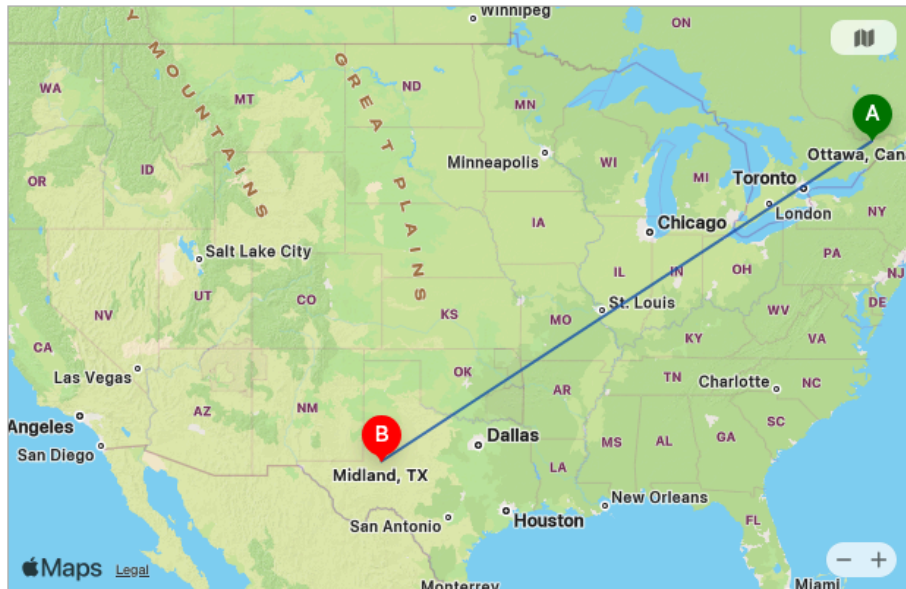 Winnipeg
ON
Y MOUNTAINS
GREAT PLAINS
WA
MT
ND
MN
A
Minneapolis
WI
MI
Ottawa, Can
OR
ID
Toronto
London
NY
IA
Chicago
Salt Lake City
PA
NJ
IL
IN
OH
UT
CO
NV
KS
MO
St. Louis
WV
DE
VA
KY
CA
Las Vegas
OK
TN
Charlotte
NC
AR
AZ
NM
SC
Angeles
B
Dallas
MS
AL
GA
San Diego
Midland, TX
LA
New Orleans
San Antonio
Houston
FL
Maps
Legal
− +
Monterrey
Miami